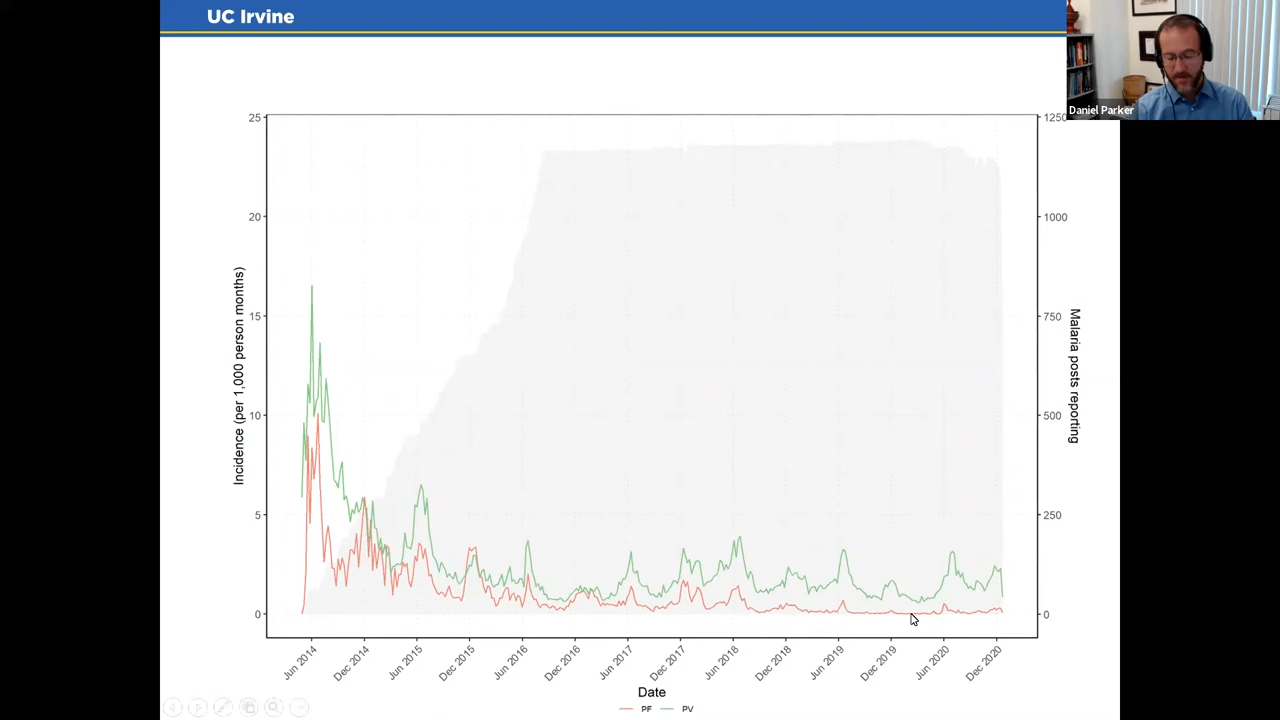 UC Irvine
Daniel Parker
25
20
15
10
5
0
Incidence (per 1,000 person months)
1250
1000
750
500
250
0
Malaria posts reporting
Jun 2014
Dec 2014
Jun 2015
Dec 2015
Jun 2016
Dec 2016
Jun 2017
Dec 2017
Jun 2018
Dec 2018
Jun 2019
Dec 2019
Jun 2020
Dec 2020
Date
PF PV